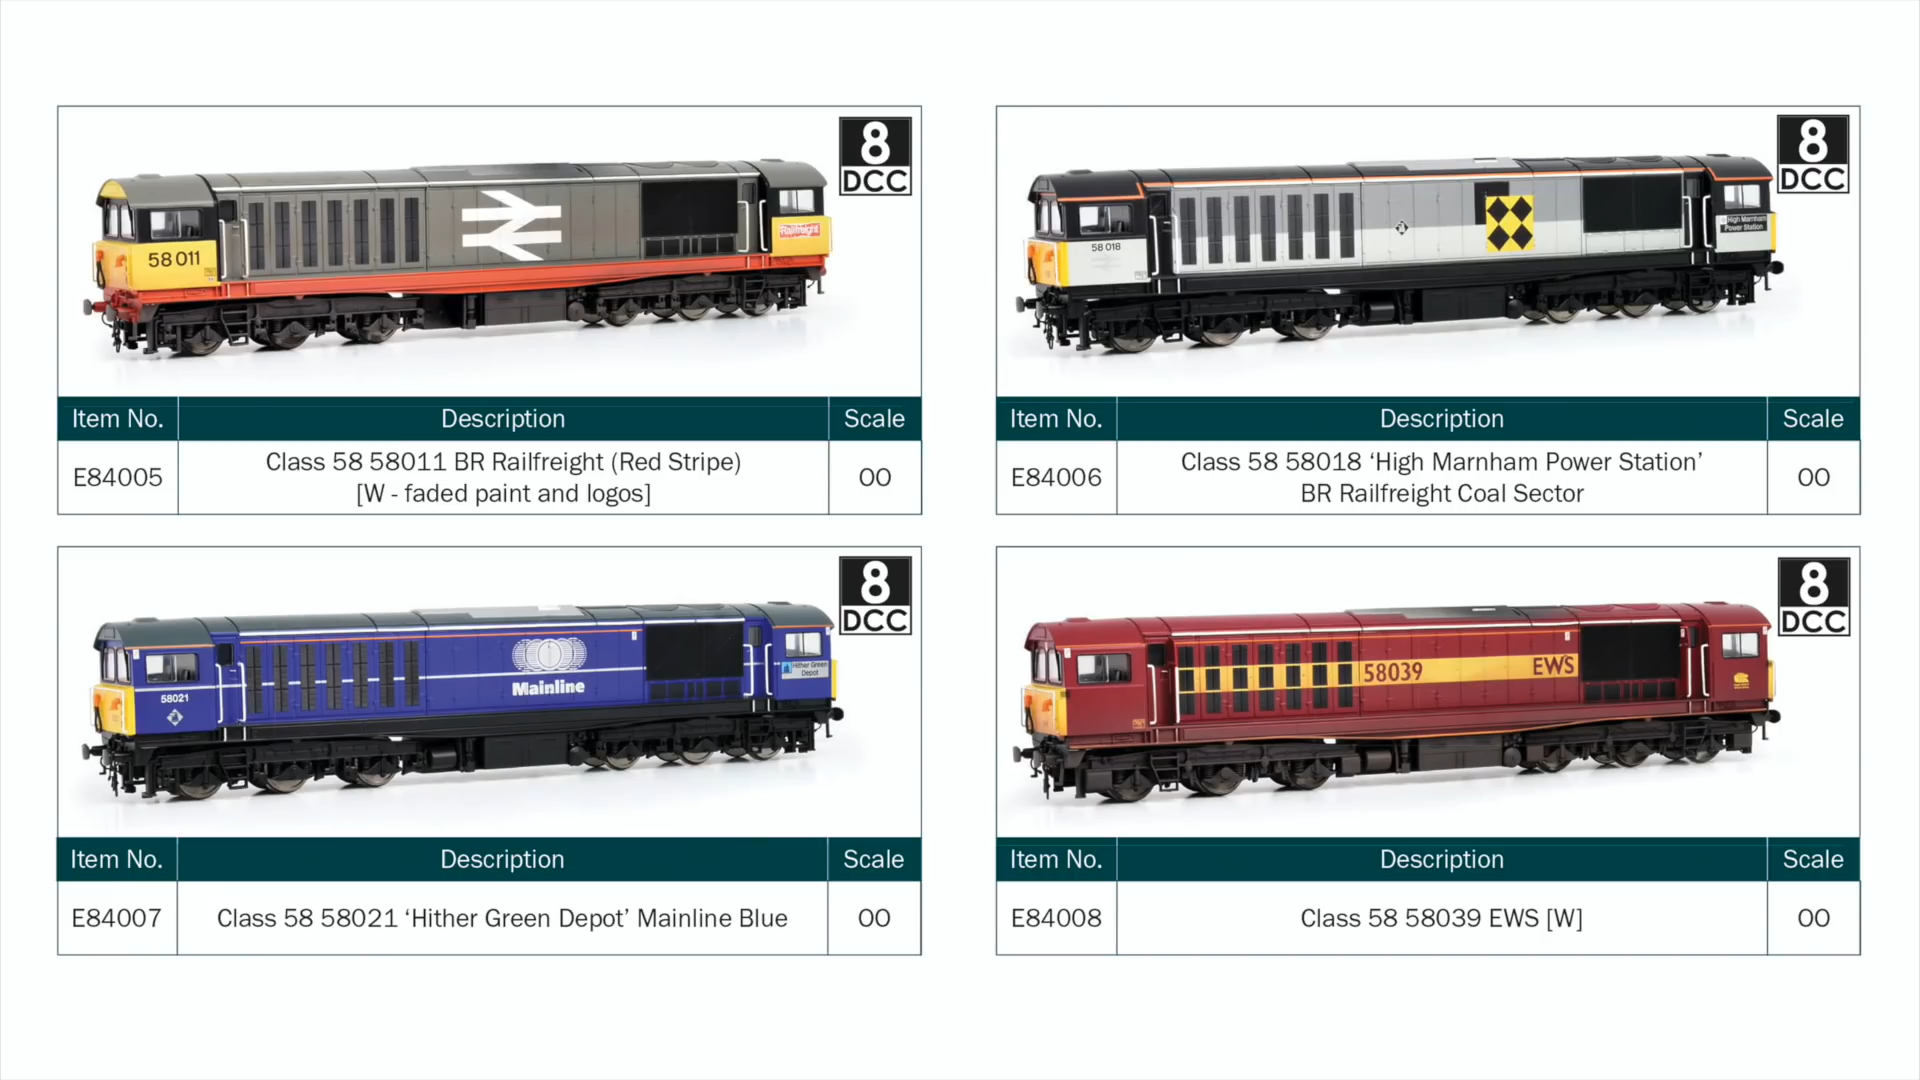 8
DCC
58 011
Railfreight
Item No. Description Scale
E84005
Class 58 58011 BR Railfreight (Red Stripe)
[W - faded paint and logos]
OO
8
DCC
58 018
High Marnham
Power Station
Item No. Description Scale
E84006
Class 58 58018 ‘High Marnham Power Station’
BR Railfreight Coal Sector
OO
8
DCC
58021
Mainline
Hither Green
Depot
Item No. Description Scale
E84007 Class 58 58021 ‘Hither Green Depot’ Mainline Blue OO
8
DCC
58039 EWS
Item No. Description Scale
E84008 Class 58 58039 EWS [W] OO